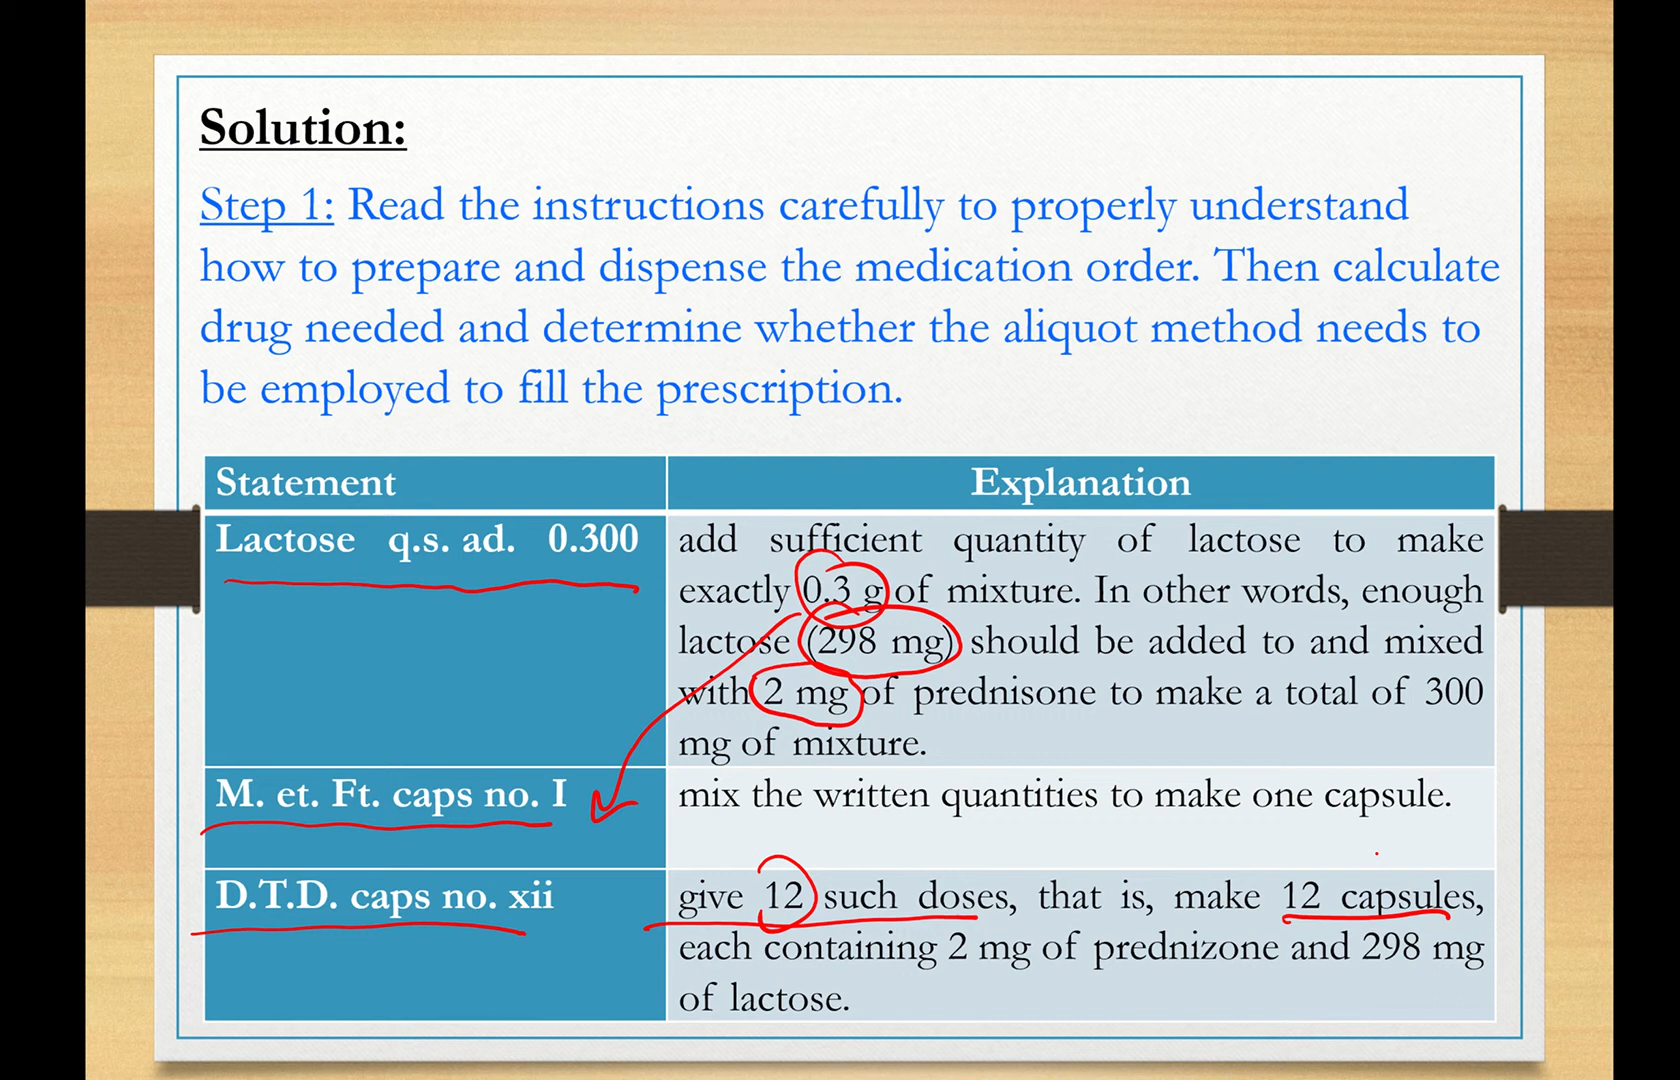 Solution:
Step 1: Read the instructions carefully to properly understand
how to prepare and dispense the medication order. Then calculate
drug needed and determine whether the aliquot method needs to
be employed to fill the prescription.
Statement
Explanation
Lactose q.s. ad. 0.300
add sufficient quantity of lactose to make
exactly 0.3 g of mixture. In other words, enough
lactose (298 mg) should be added to and mixed
with 2 mg of prednisone to make a total of 300
mg of mixture.
M. et. Ft. caps no. I
mix the written quantities to make one capsule.
D.T.D. caps no. xii
give 12 such doses, that is, make 12 capsules,
each containing 2 mg of prednizone and 298 mg
of lactose.